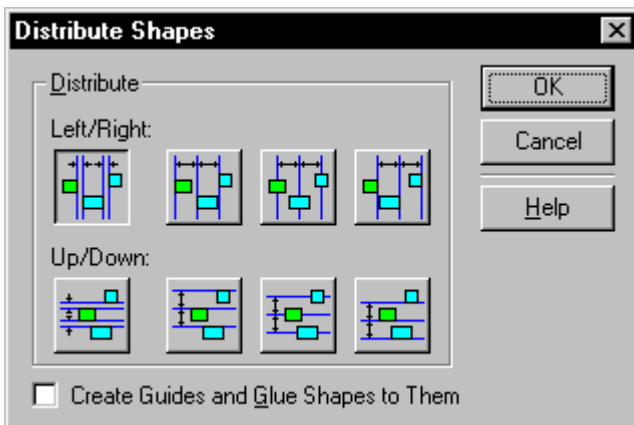 Distribute Shapes
Distribute
OK
Left/Right:
Cancel
Help
Up/Down:
Create Guides and Glue Shapes to Them